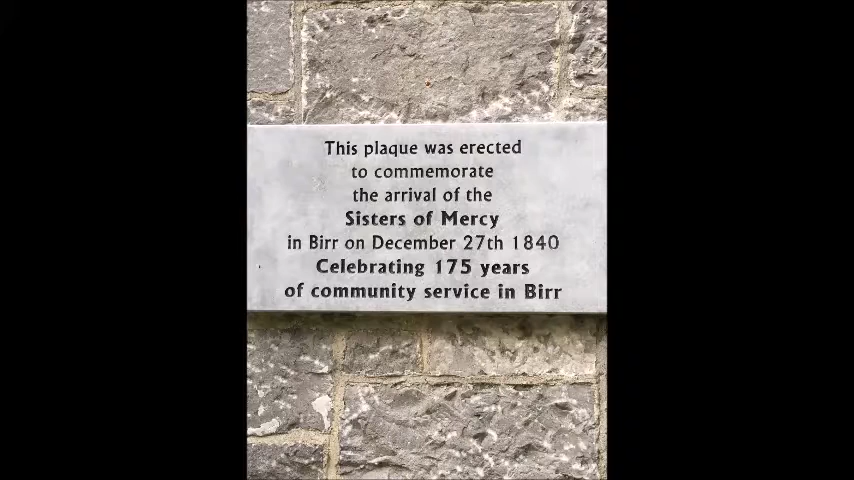 This plaque was erected
to commemorate
the arrival of the
Sisters of Mercy
in Birr on December 27th 1840
Celebrating 175 years
of community service in Birr